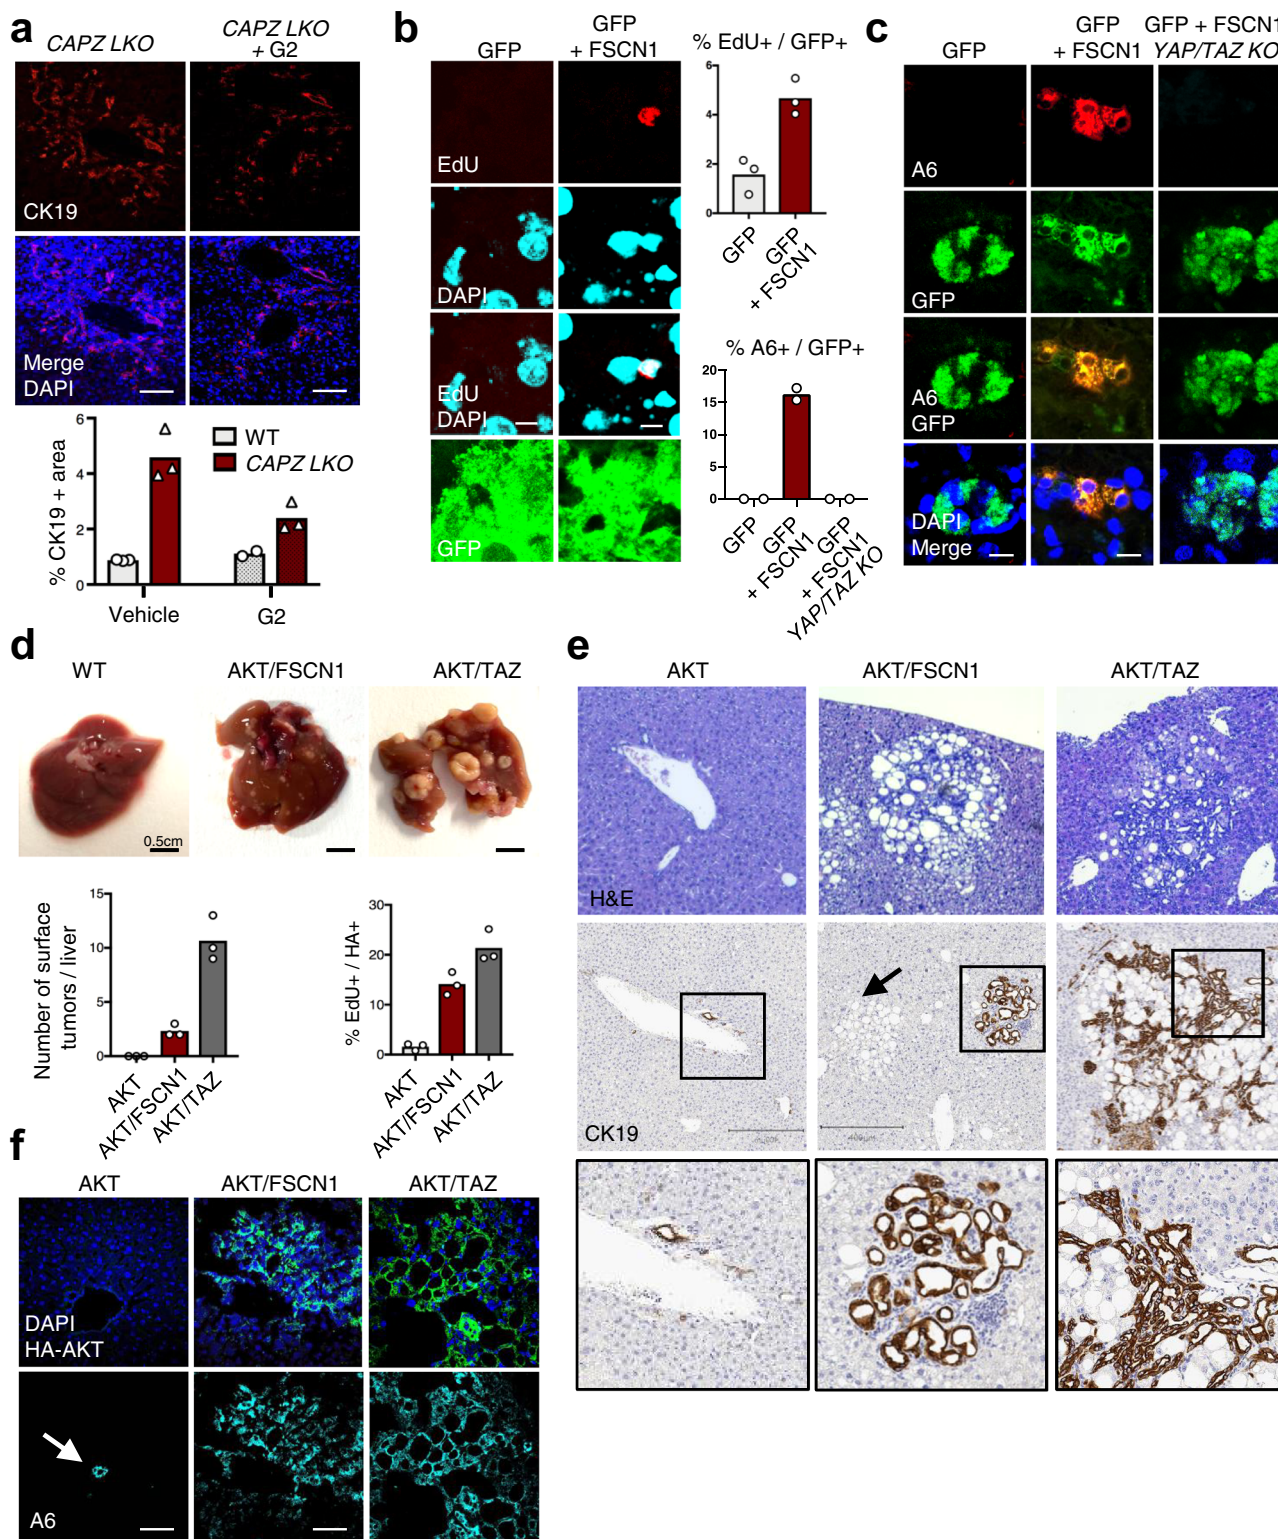 a
CAPZ LKO
CAPZ LKO
+ G2
CK19
Merge
DAPI
% CK19 + area
6
4
2
0
WT
CAPZ LKO
Vehicle
G2
b
GFP
GFP
+ FSCN1
EdU
DAPI
EdU
DAPI
GFP
% EdU+ / GFP+
6
4
2
0
GFP
GFP
+ FSCN1
% A6+ / GFP+
20
15
10
5
0
GFP
GFP
+ FSCN1
GFP
+ FSCN1
YAP/TAZ KO
c
GFP
GFP
+ FSCN1
GFP + FSCN1
YAP/TAZ KO
A6
GFP
A6
GFP
DAPI
Merge
d
WT
AKT/FSCN1
AKT/TAZ
0.5cm
Number of surface
tumors / liver
15
10
5
0
AKT
AKT/FSCN1
AKT/TAZ
% EdU+ / HA+
30
20
10
0
AKT
AKT/FSCN1
AKT/TAZ
e
AKT
AKT/FSCN1
AKT/TAZ
H&E
CK19
f
AKT
AKT/FSCN1
AKT/TAZ
DAPI
HA-AKT
A6